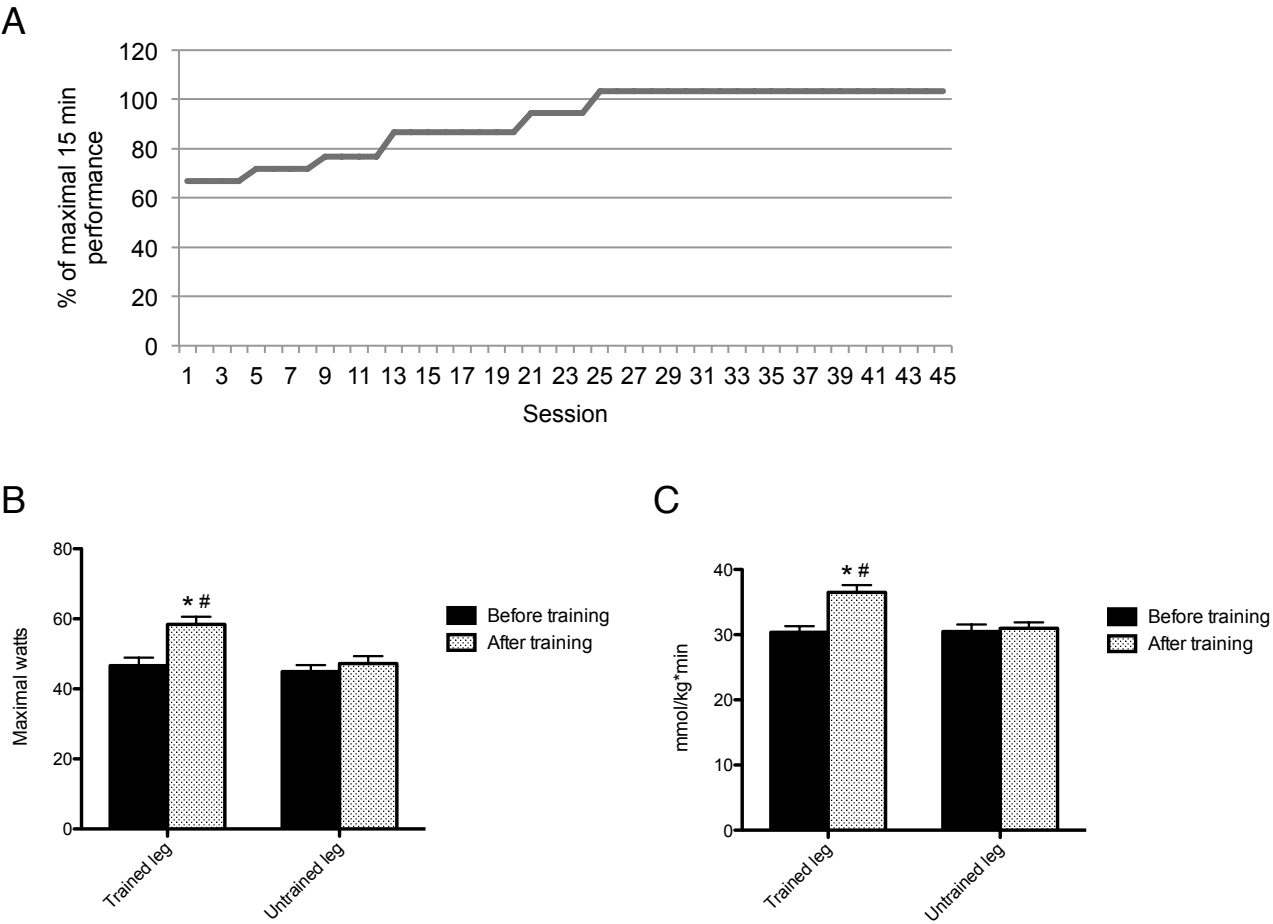 A
120
100
80
60
40
20
0
% of maximal 15 min
performance
1 3 5 7 9 11 13 15 17 19 21 23 25 27 29 31 33 35 37 39 41 43 45
Session
B
80
60
40
20
0
Maximal watts
* #
Before training
After training
Trained leg
Untrained leg
C
40
30
20
10
0
mmol/kg*min
* #
Before training
After training
Trained leg
Untrained leg